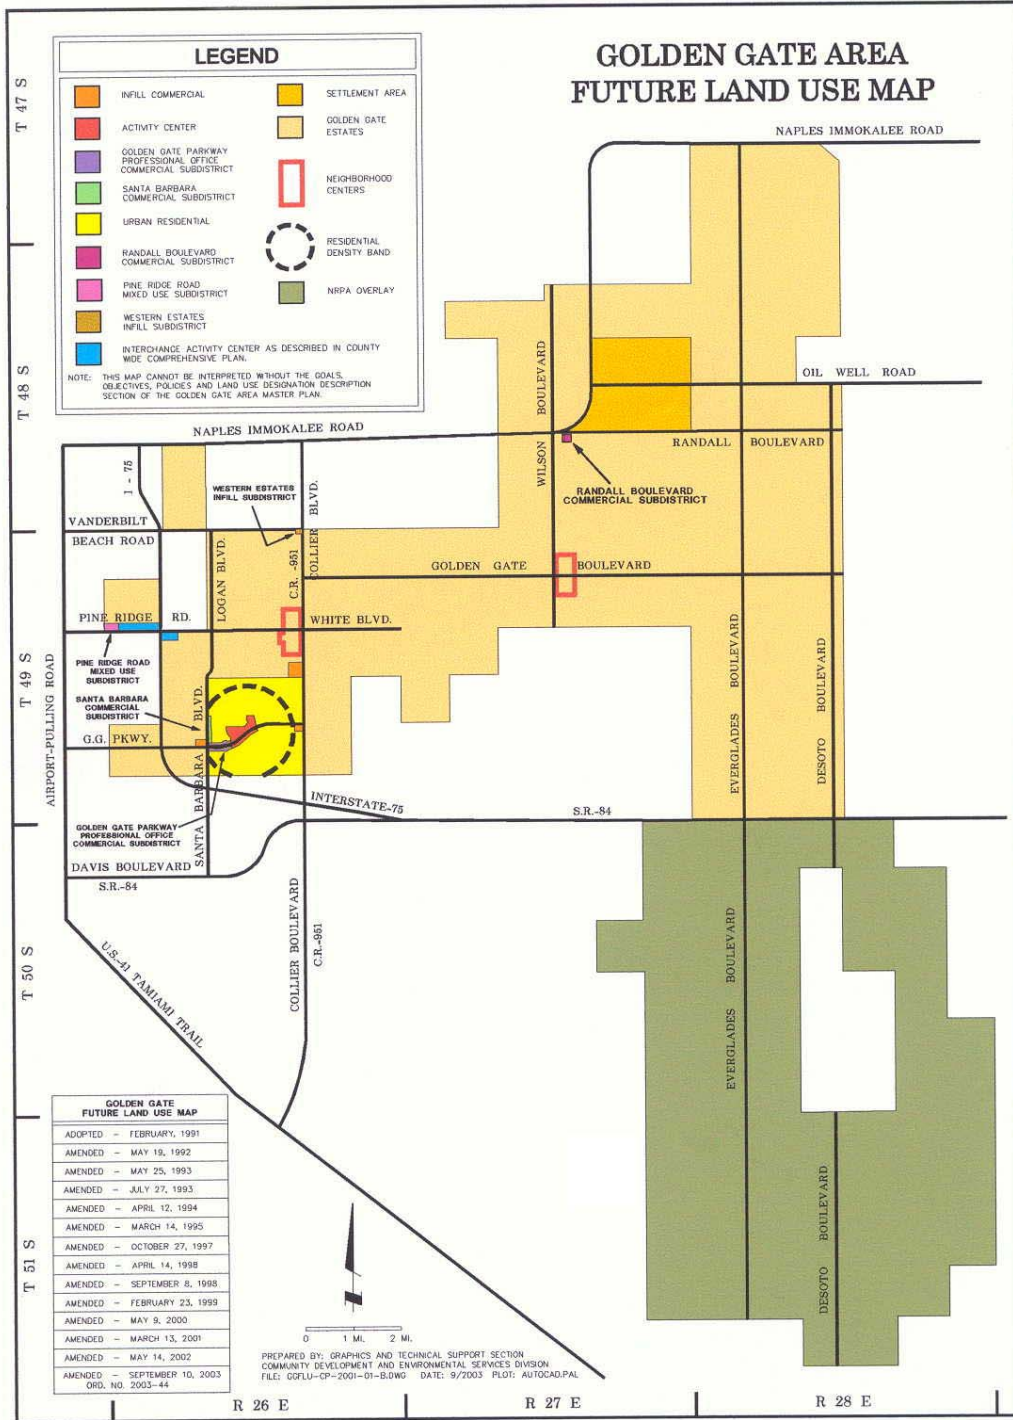 GOLDEN GATE AREA
FUTURE LAND USE MAP
LEGEND
INFILL COMMERCIAL
ACTIVITY CENTER
GOLDEN GATE PARKWAY
PROFESSIONAL OFFICE
COMMERCIAL SUBDISTRICT
SANTA BARBARA
COMMERCIAL SUBDISTRICT
URBAN RESIDENTIAL
RANDALL BOULEVARD
COMMERCIAL SUBDISTRICT
PINE RIDGE ROAD
MIXED USE SUBDISTRICT
WESTERN ESTATES
INFILL SUBDISTRICT
INTERCHANGE ACTIVITY CENTER AS DESCRIBED IN COUNTY
WIDE COMPREHENSIVE PLAN.
SETTLEMENT AREA
GOLDEN GATE
ESTATES
NEIGHBORHOOD
CENTERS
RESIDENTIAL
DENSITY BAND
NRPA OVERLAY
NOTE: THIS MAP CANNOT BE INTERPRETED WITHOUT THE GOALS,
OBJECTIVES, POLICIES AND LAND USE DESIGNATION DESCRIPTION
SECTION OF THE GOLDEN GATE AREA MASTER PLAN.
T 47 S
T 48 S
T 49 S
T 50 S
T 51 S
NAPLES IMMOKALEE ROAD
OIL WELL ROAD
NAPLES IMMOKALEE ROAD
RANDALL BOULEVARD
WILSON BOULEVARD
RANDALL BOULEVARD
COMMERCIAL SUBDISTRICT
WESTERN ESTATES
INFILL SUBDISTRICT
I - 75
VANDERBILT
BEACH ROAD
LOGAN BLVD.
C.R. -951
COLLIER BLVD.
GOLDEN GATE BOULEVARD
PINE RIDGE RD.
WHITE BLVD.
PINE RIDGE ROAD
MIXED USE
SUBDISTRICT
SANTA BARBARA
COMMERCIAL
SUBDISTRICT
G.G. PKWY.
AIRPORT-PULLING ROAD
SANTA BARBARA BLVD.
EVERGLADES BOULEVARD
DESOTO BOULEVARD
INTERSTATE-75
S.R.-84
GOLDEN GATE PARKWAY
PROFESSIONAL OFFICE
COMMERCIAL SUBDISTRICT
DAVIS BOULEVARD
S.R.-84
COLLIER BOULEVARD
C.R.-951
U.S.-41 TAMIAMI TRAIL
EVERGLADES BOULEVARD
DESOTO BOULEVARD
GOLDEN GATE
FUTURE LAND USE MAP
ADOPTED - FEBRUARY, 1991
AMENDED - MAY 19, 1992
AMENDED - MAY 25, 1993
AMENDED - JULY 27, 1993
AMENDED - APRIL 12, 1994
AMENDED - MARCH 14, 1995
AMENDED - OCTOBER 27, 1997
AMENDED - APRIL 14, 1998
AMENDED - SEPTEMBER 8, 1998
AMENDED - FEBRUARY 23, 1999
AMENDED - MAY 9, 2000
AMENDED - MARCH 13, 2001
AMENDED - MAY 14, 2002
AMENDED - SEPTEMBER 10, 2003
ORD. NO. 2003-44
0 1 MI. 2 MI.
PREPARED BY: GRAPHICS AND TECHNICAL SUPPORT SECTION
COMMUNITY DEVELOPMENT AND ENVIRONMENTAL SERVICES DIVISION
FILE: GGFLU-CP-2001-01-B.DWG DATE: 9/2003 PLOT: AUTOCAD.PAL
R 26 E
R 27 E
R 28 E